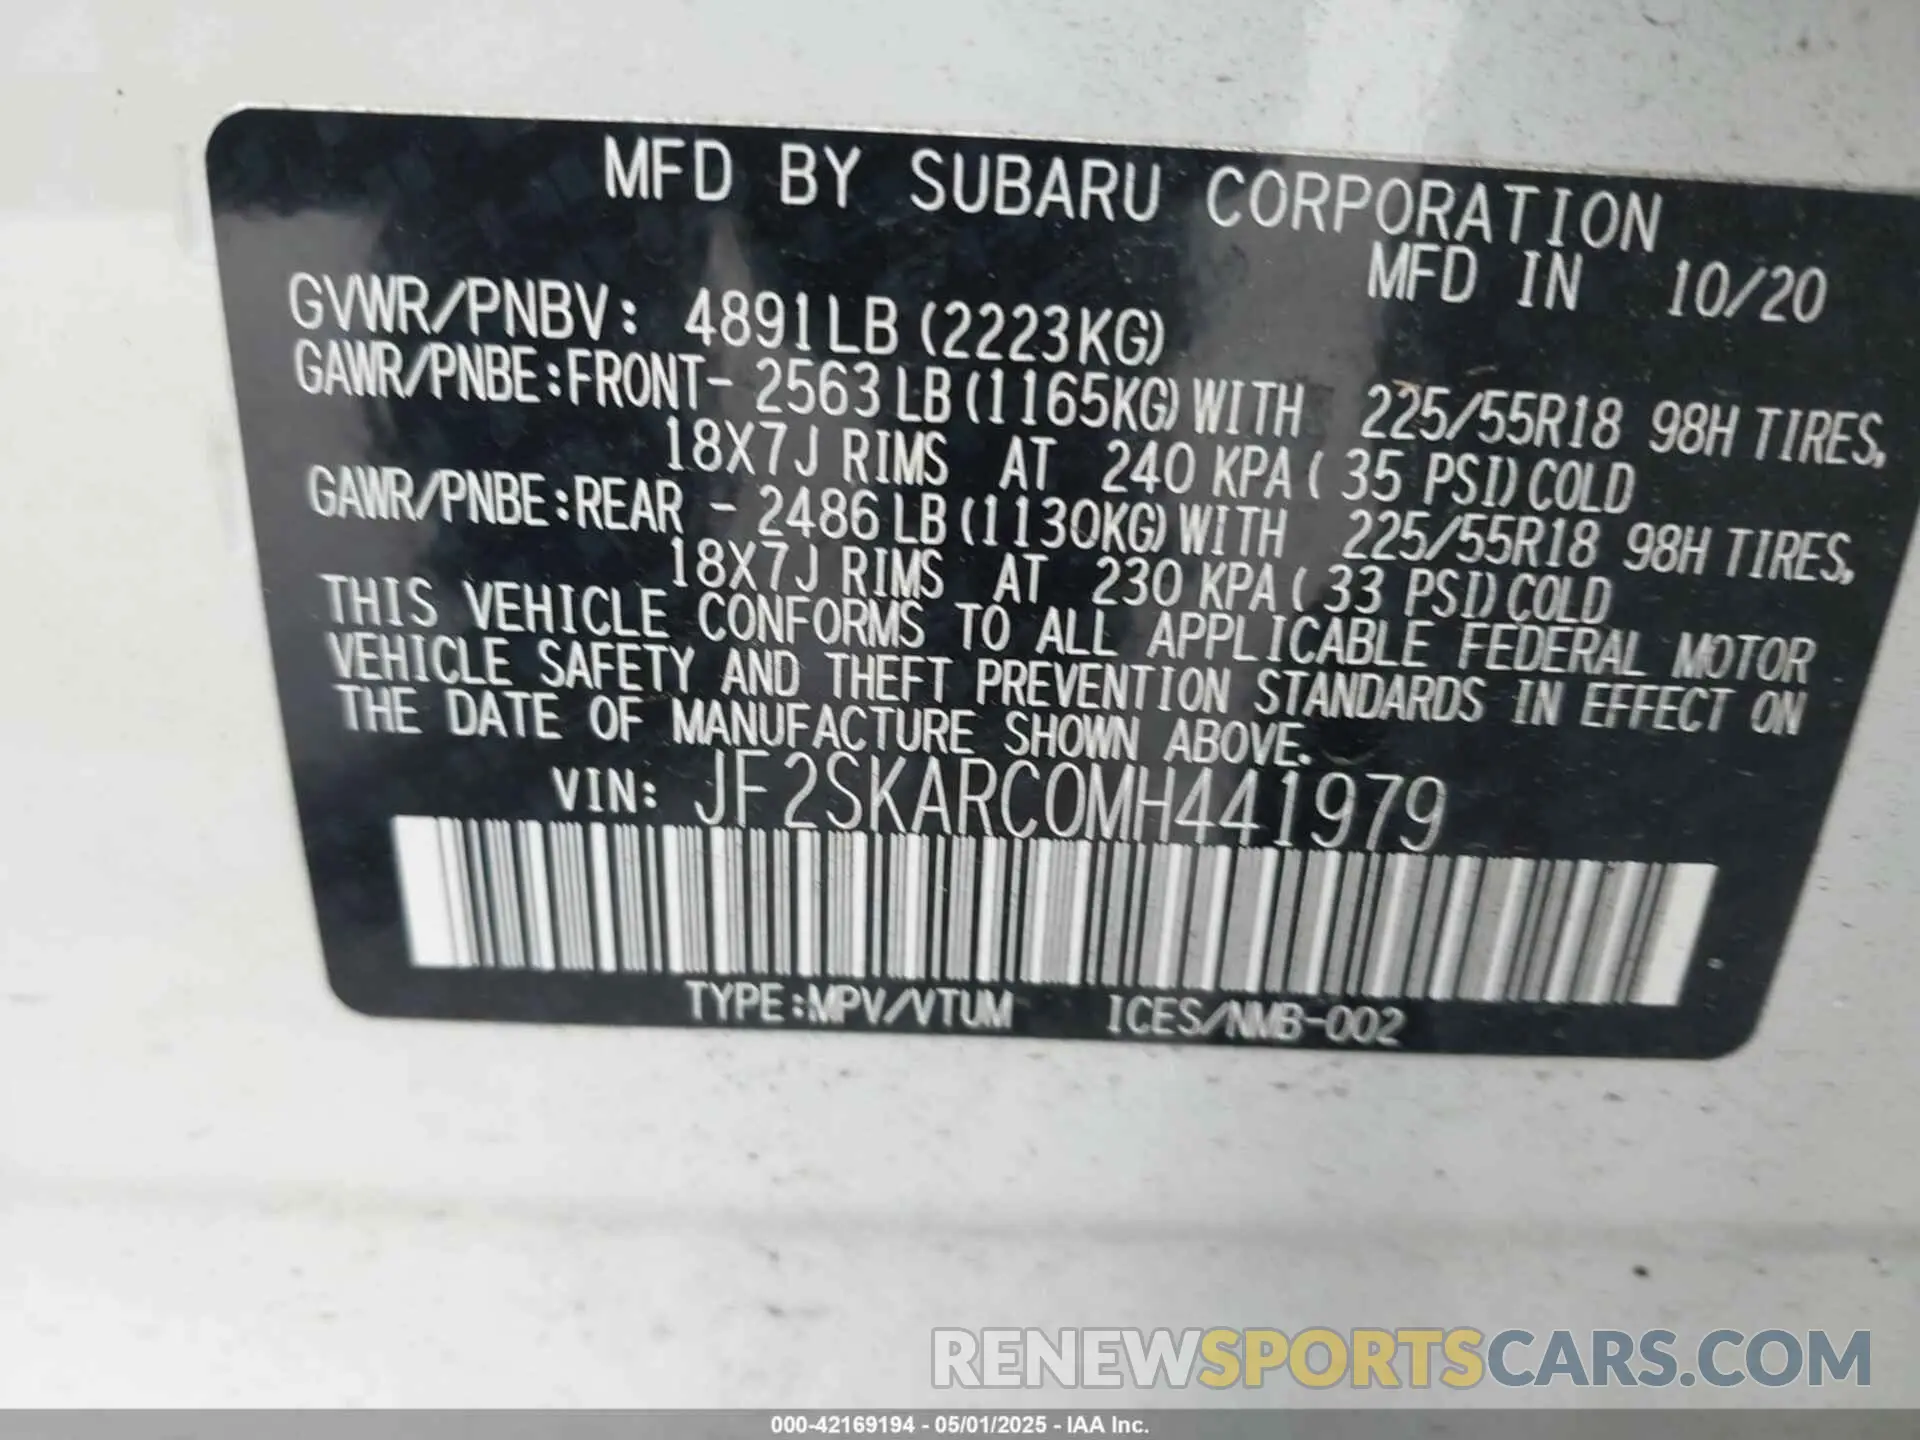 MFD BY SUBARU CORPORATION
MFD IN 10/20
GVWR/PNBV: 4891LB (2223KG)
GAWR/PNBE:FRONT- 2563 LB (1165KG) WITH 225/55R18 98H TIRES,
18X7J RIMS AT 240 KPA ( 35 PSI) COLD
GAWR/PNBE:REAR - 2486 LB (1130KG) WITH 225/55R18 98H TIRES,
18X7J RIMS AT 230 KPA ( 33 PSI) COLD
THIS VEHICLE CONFORMS TO ALL APPLICABLE FEDERAL MOTOR
VEHICLE SAFETY AND THEFT PREVENTION STANDARDS IN EFFECT ON
THE DATE OF MANUFACTURE SHOWN ABOVE.
VIN: JF2SKARC0MH441979
TYPE:MPV/VTUM ICES/NMB-002
RENEWSPORTSCARS.COM
000-42169194 - 05/01/2025 - IAA Inc.